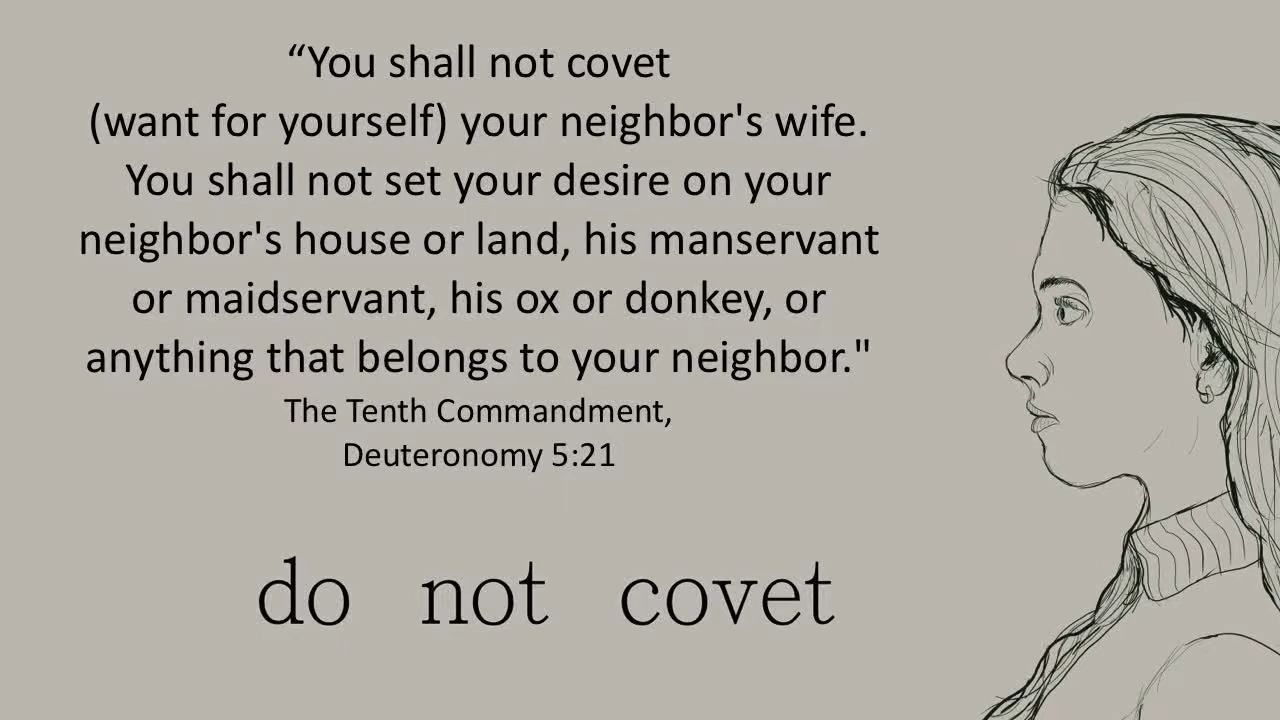 “You shall not covet
(want for yourself) your neighbor's wife.
You shall not set your desire on your
neighbor's house or land, his manservant
or maidservant, his ox or donkey, or
anything that belongs to your neighbor."
The Tenth Commandment,
Deuteronomy 5:21
do not covet